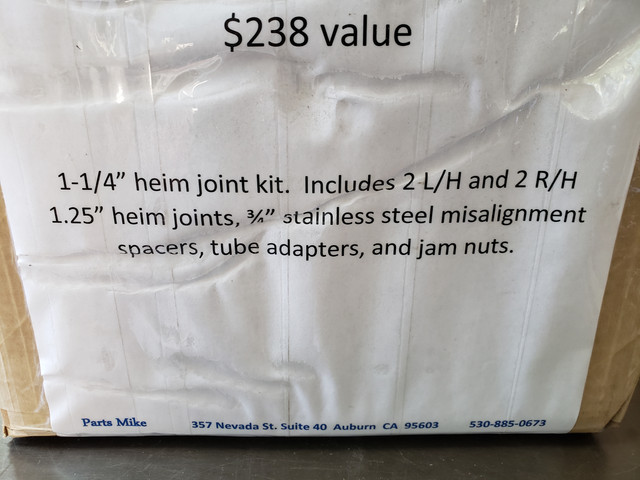 $238 value
1-1/4” heim joint kit. Includes 2 L/H and 2 R/H
1.25” heim joints, ¾” stainless steel misalignment
spacers, tube adapters, and jam nuts.
Parts Mike 357 Nevada St. Suite 40 Auburn CA 95603 530-885-0673